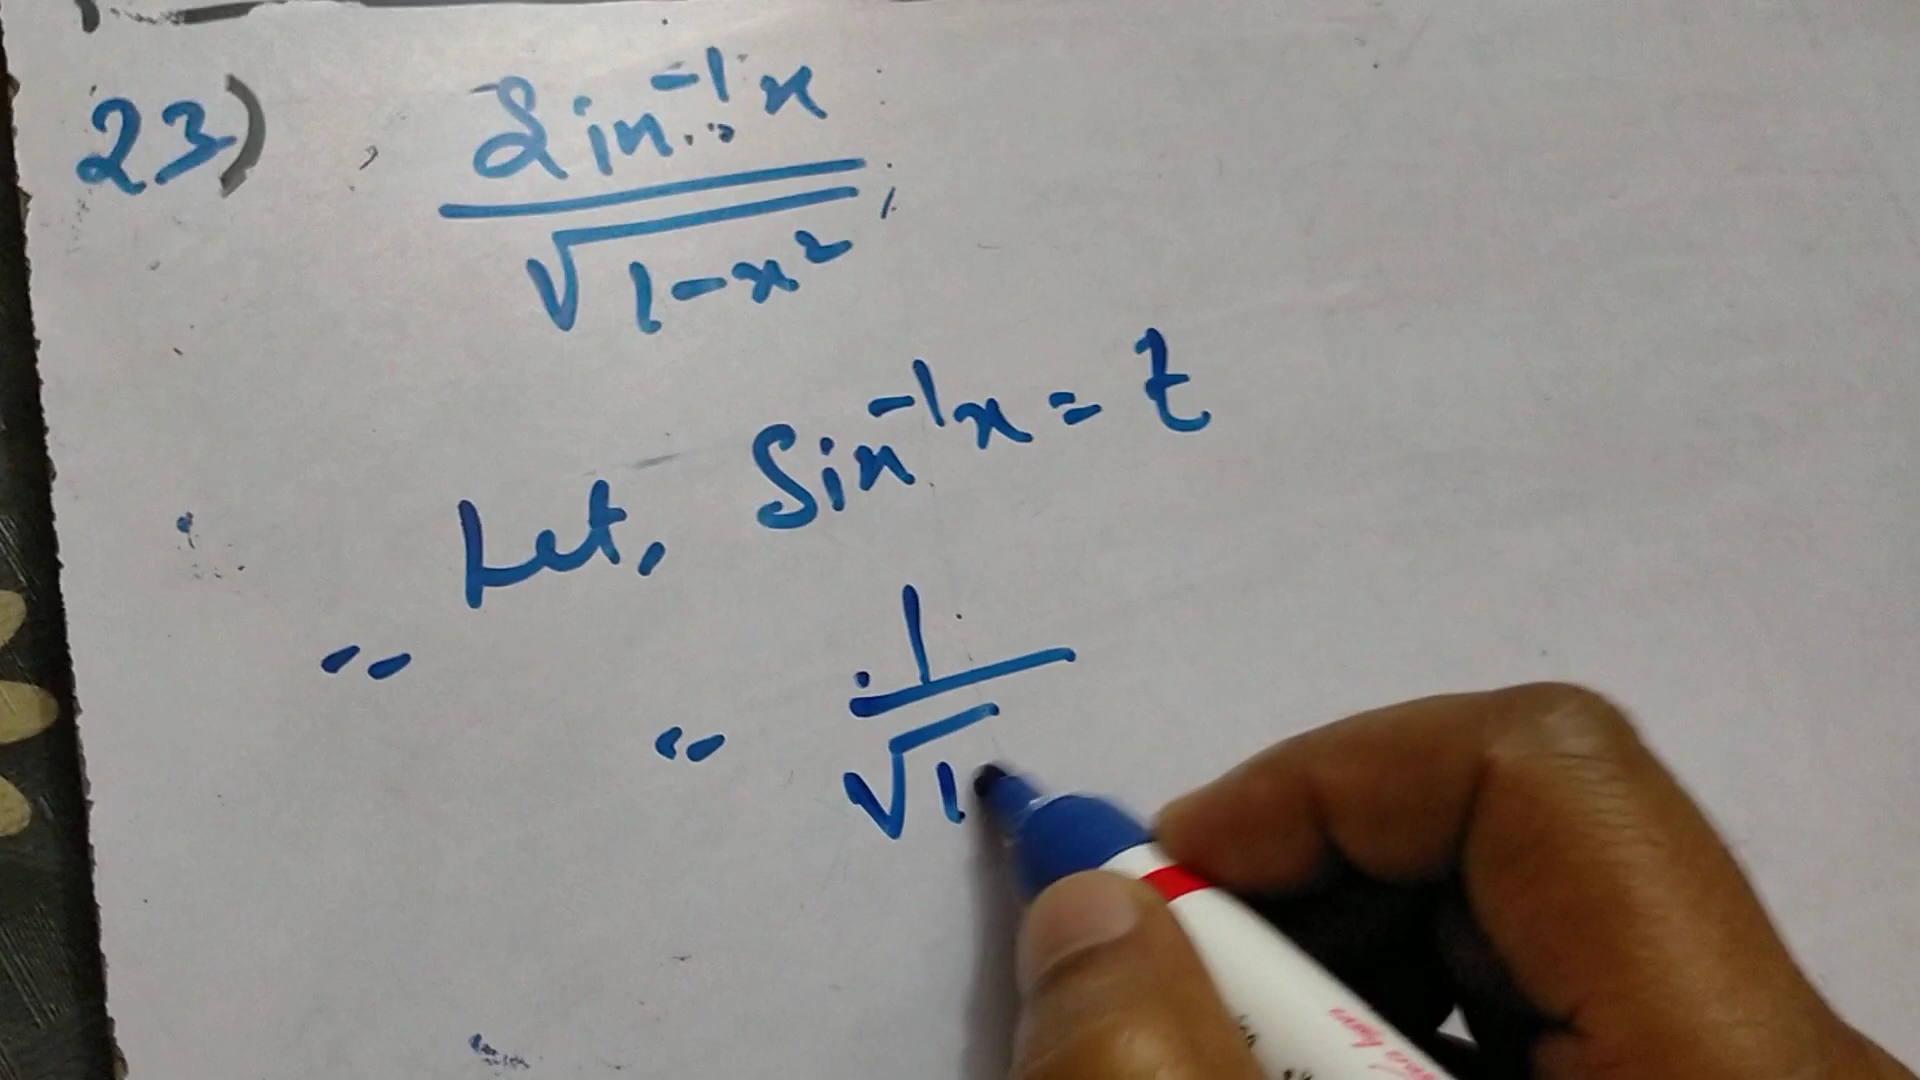 23) Sin⁻¹x
√1-x²
Let, Sin⁻¹x = t
" " 1
√1